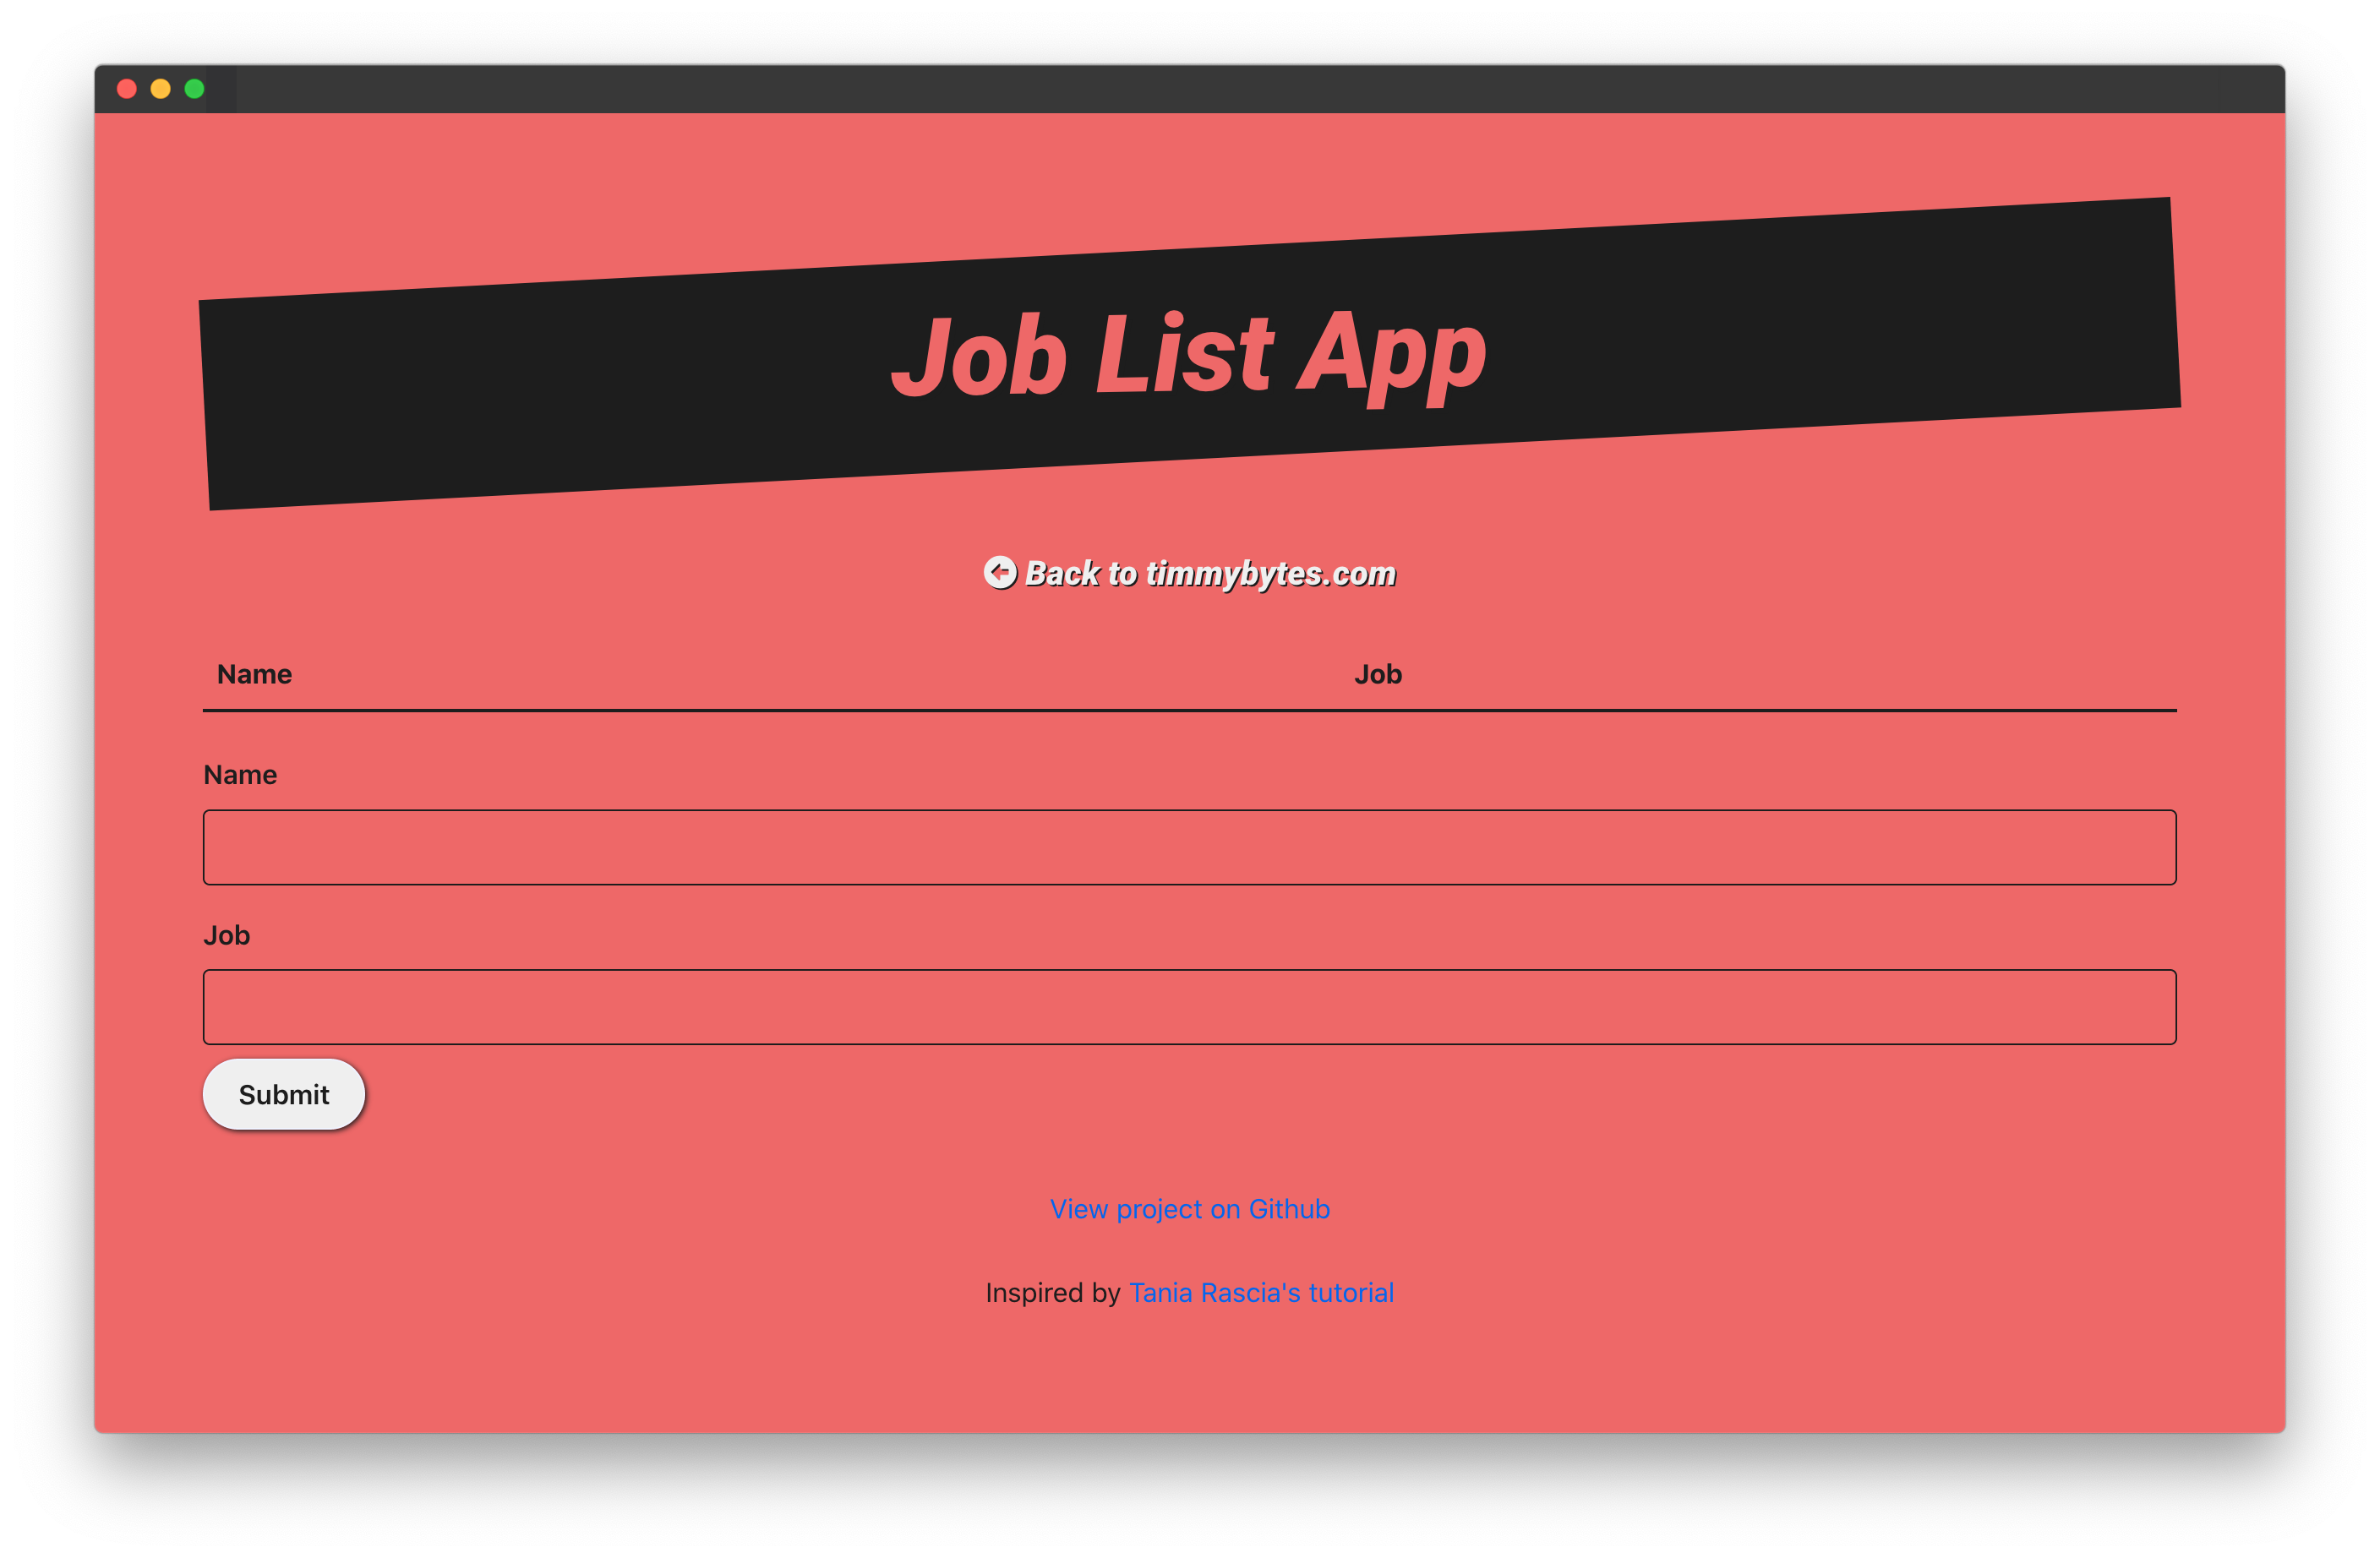 Job List App
Back to timmybytes.com
Name Job
Name
Job
Submit
View project on Github
Inspired by Tania Rascia's tutorial